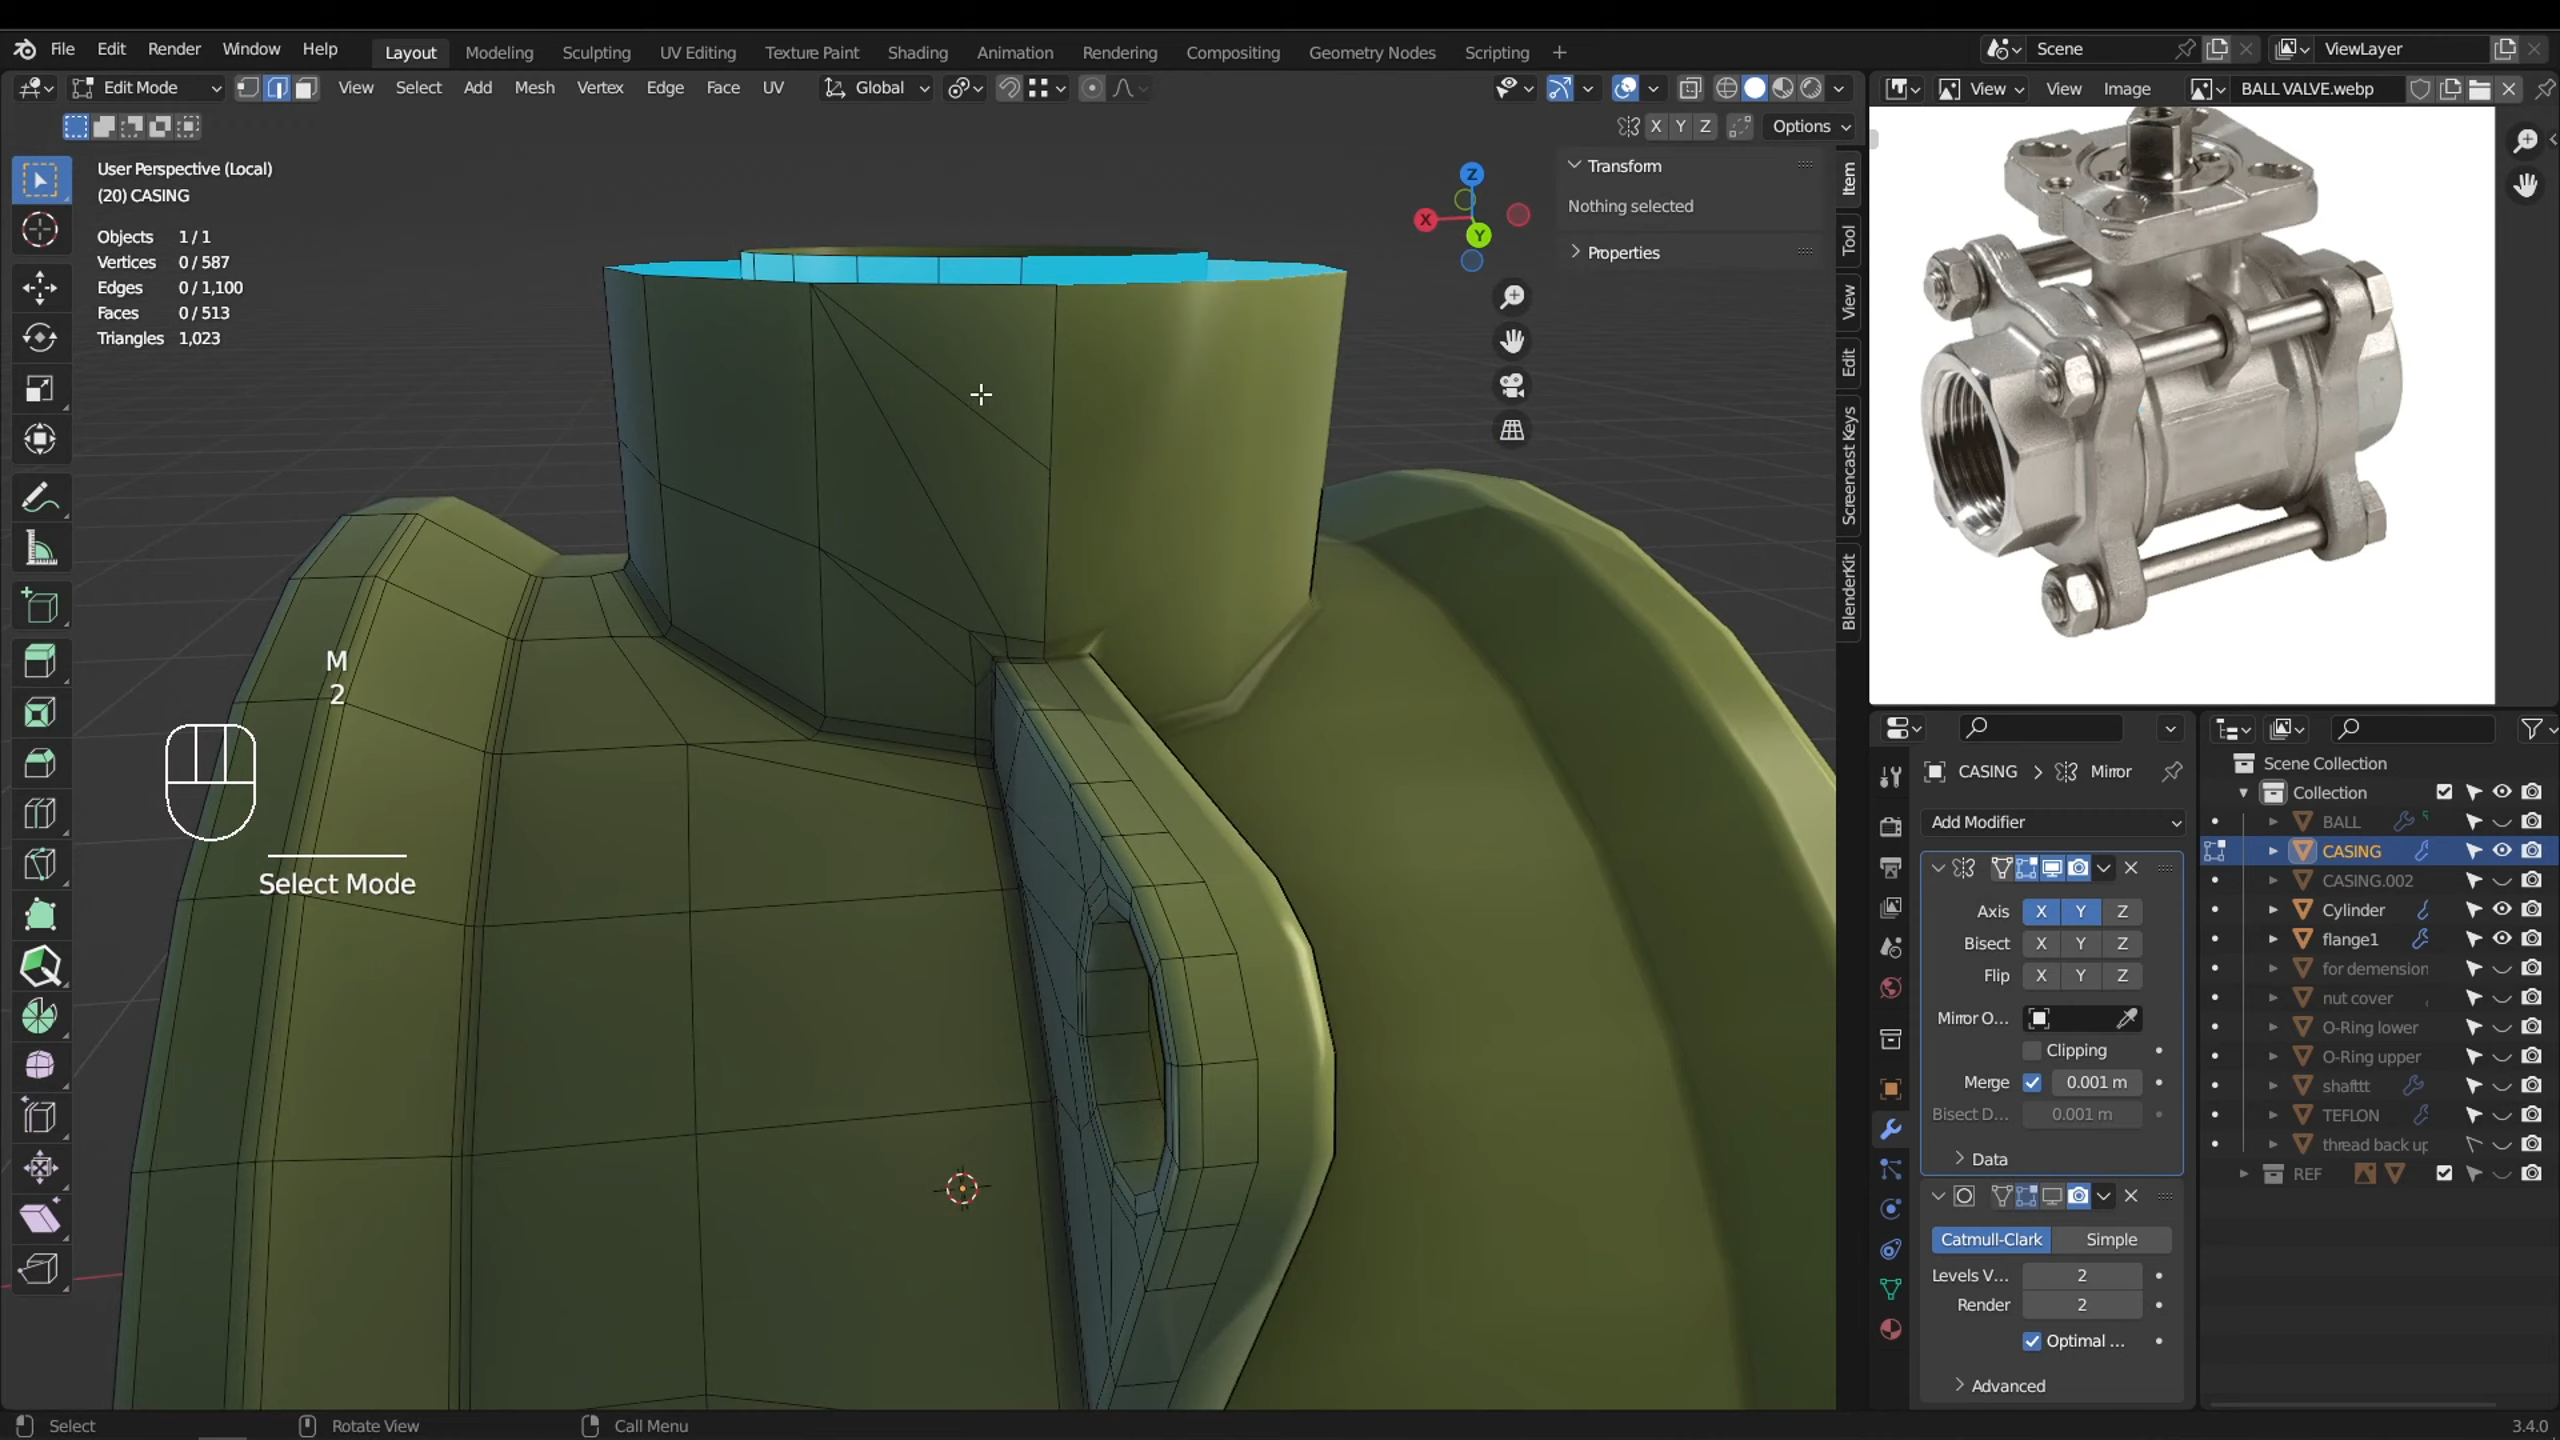 File Edit Render Window Help Layout Modeling Sculpting UV Editing Texture Paint Shading Animation Rendering Compositing Geometry Nodes Scripting + Scene ViewLayer
Edit Mode View Select Add Mesh Vertex Edge Face UV Global View View Image BALL VALVE.webp
X Y Z Options
User Perspective (Local)
(20) CASING
Objects 1 / 1
Vertices 0 / 587
Edges 0 / 1,100
Faces 0 / 513
Triangles 1,023
Transform
Nothing selected
Properties
Z
X
Y
Item
Tool
View
Edit
Screencast Keys
BlenderKit
M
2
Select Mode
CASING > Mirror
Add Modifier
Axis X Y Z
Bisect X Y Z
Flip X Y Z
Mirror O...
Clipping
Merge 0.001 m
Bisect D... 0.001 m
Data
Catmull-Clark Simple
Levels V... 2
Render 2
Optimal ...
Advanced
Scene Collection
Collection
BALL
CASING
CASING.002
Cylinder
flange1
for demension
nut cover
O-Ring lower
O-Ring upper
shafttt
TEFLON
thread back up
REF
Select Rotate View Call Menu 3.4.0